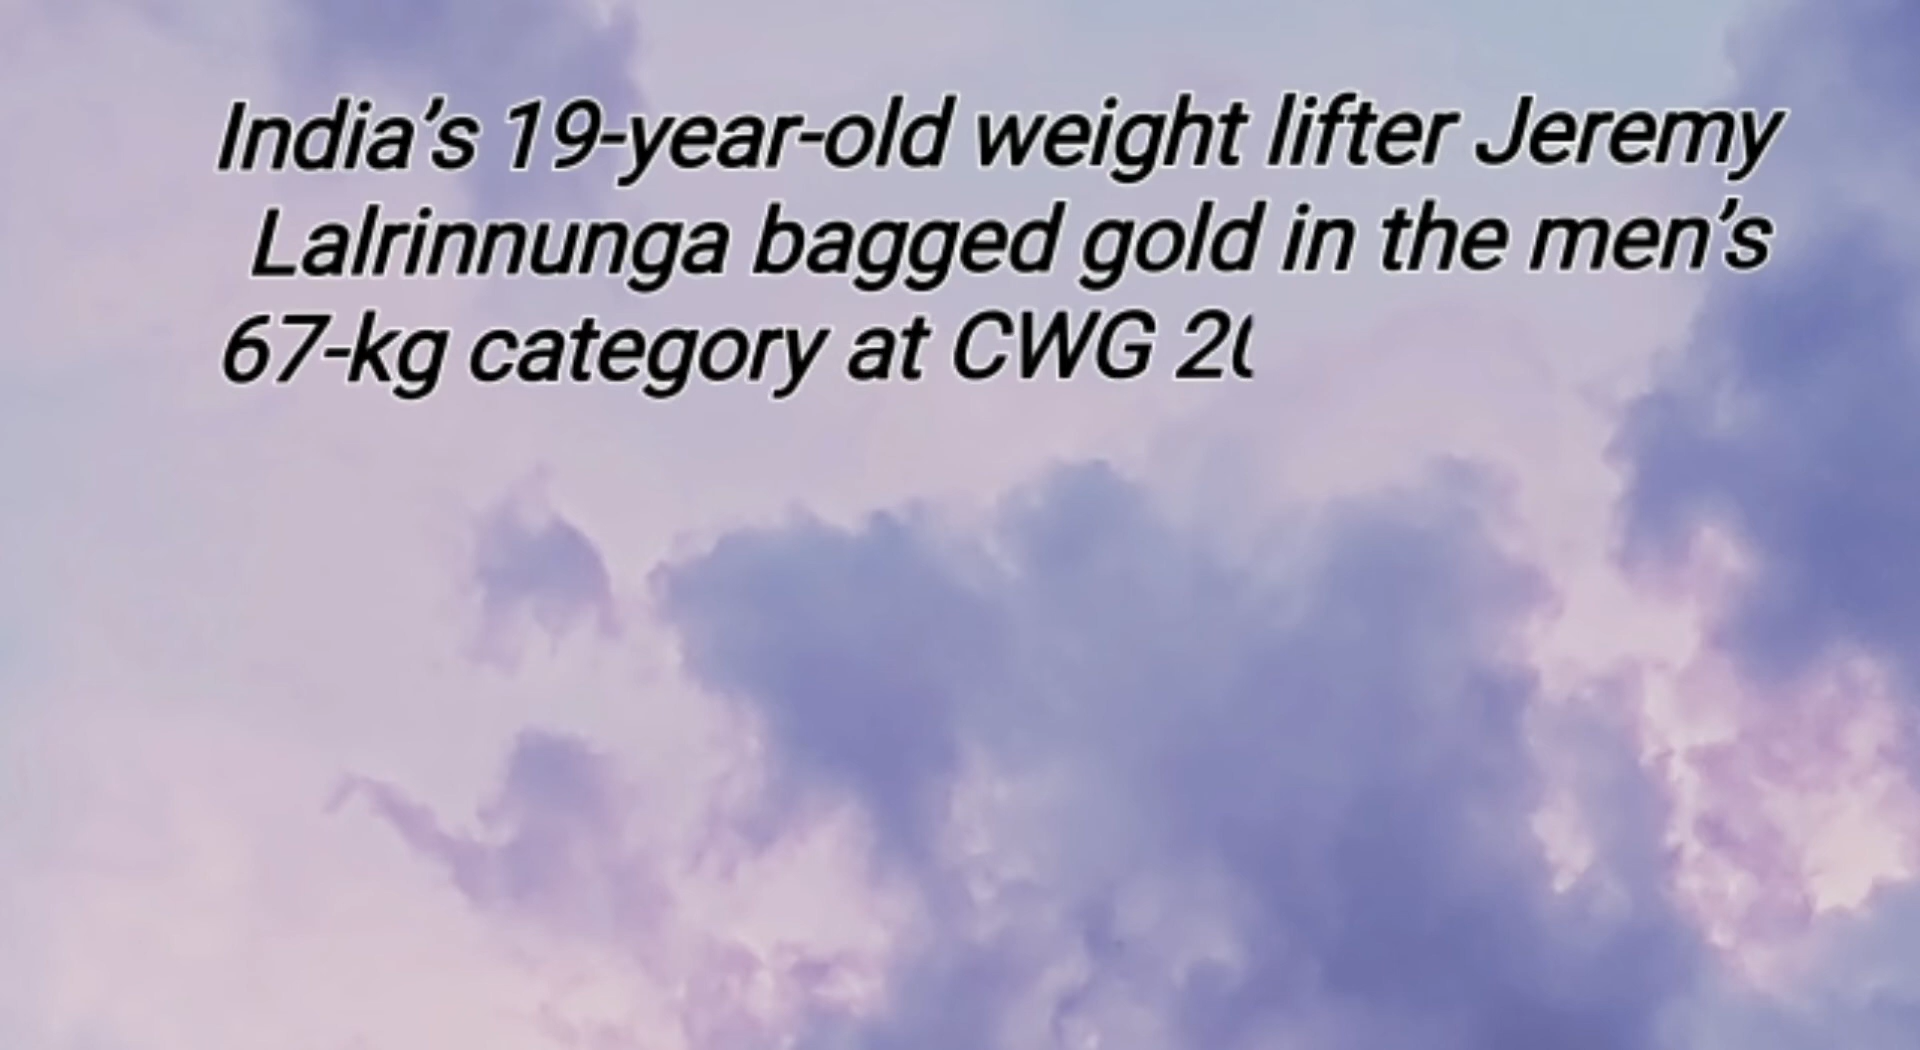 India’s 19-year-old weight lifter Jeremy
Lalrinnunga bagged gold in the men’s
67-kg category at CWG